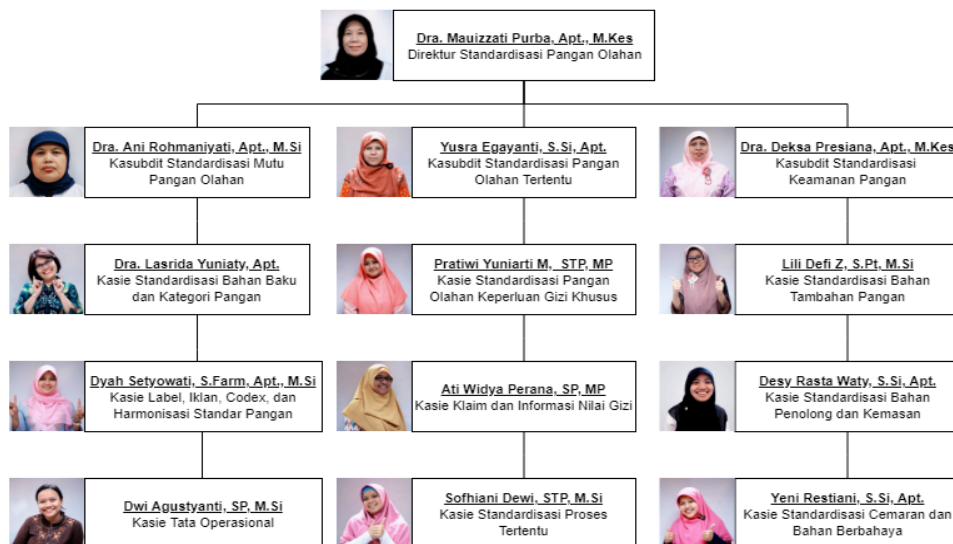 Dra. Mauizzati Purba, Apt., M.Kes
Direktur Standardisasi Pangan Olahan
Dra. Ani Rohmaniyati, Apt., M.Si
Kasubdit Standardisasi Mutu
Pangan Olahan
Yusra Egayanti, S.Si, Apt.
Kasubdit Standardisasi Pangan
Olahan Tertentu
Dra. Deksa Presiana, Apt., M.Kes
Kasubdit Standardisasi
Keamanan Pangan
Dra. Lasrida Yuniaty, Apt.
Kasie Standardisasi Bahan Baku
dan Kategori Pangan
Pratiwi Yuniarti M, STP, MP
Kasie Standardisasi Pangan
Olahan Keperluan Gizi Khusus
Lili Defi Z, S.Pt, M.Si
Kasie Standardisasi Bahan
Tambahan Pangan
Dyah Setyowati, S.Farm, Apt., M.Si
Kasie Label, Iklan, Codex, dan
Harmonisasi Standar Pangan
Ati Widya Perana, SP, MP
Kasie Klaim dan Informasi Nilai Gizi
Desy Rasta Waty, S.Si, Apt.
Kasie Standardisasi Bahan
Penolong dan Kemasan
Dwi Agustyanti, SP, M.Si
Kasie Tata Operasional
Sofhiani Dewi, STP, M.Si
Kasie Standardisasi Proses
Tertentu
Yeni Restiani, S.Si, Apt.
Kasie Standardisasi Cemaran dan
Bahan Berbahaya